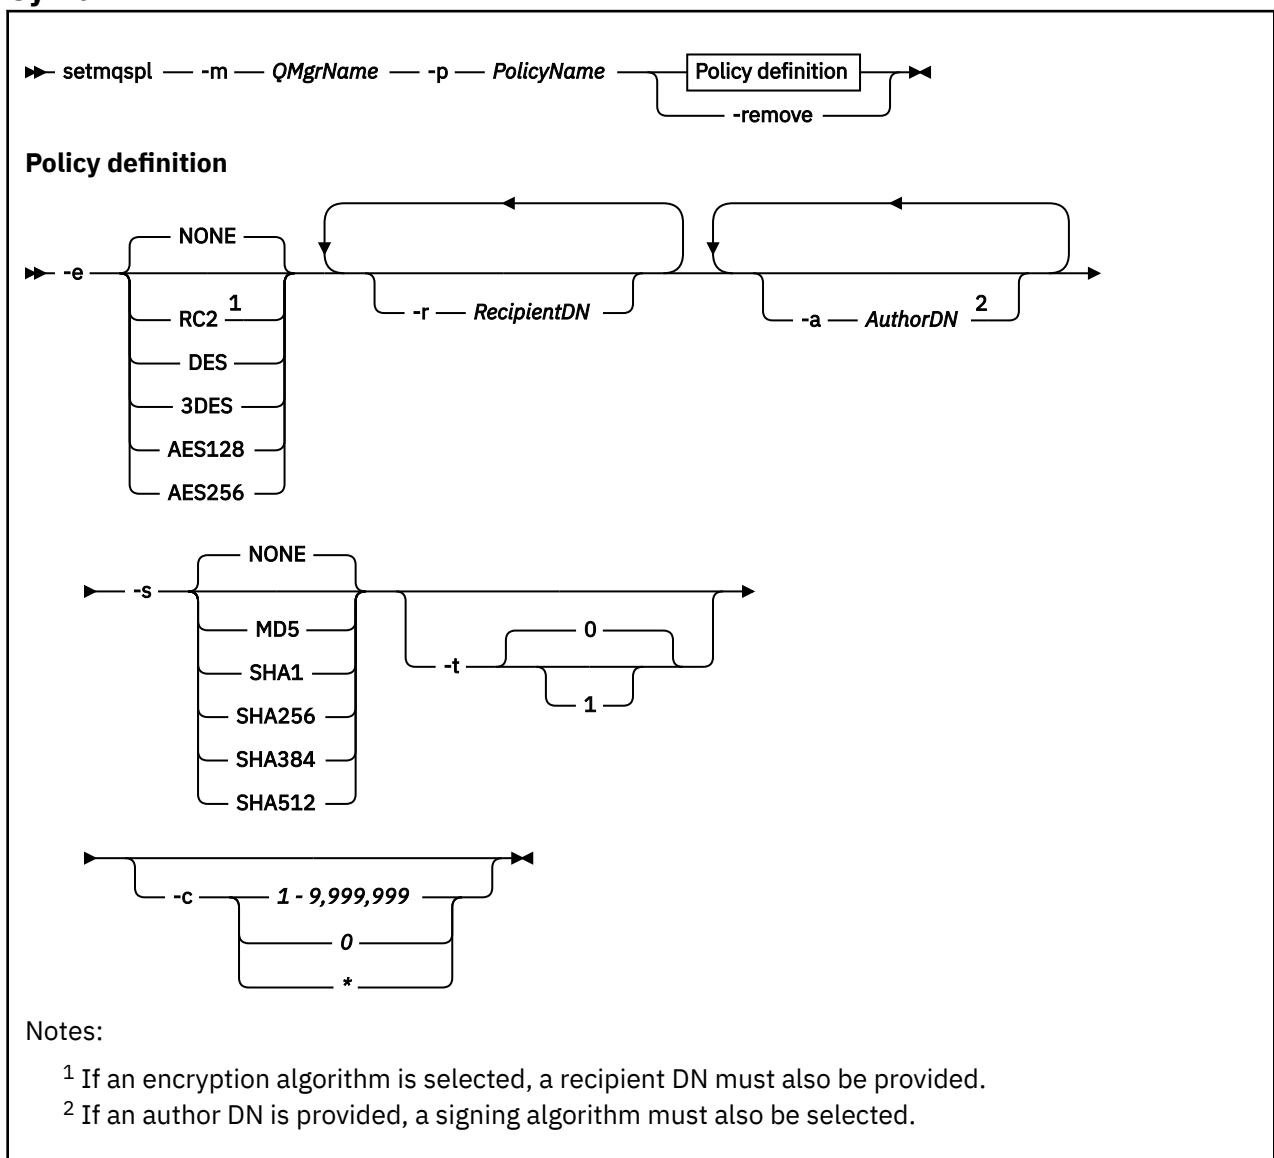 setmqspl -m QMgrName -p PolicyName Policy definition
-remove
Policy definition
NONE
-e
RC2 1
-r RecipientDN
-a AuthorDN 2
DES
3DES
AES128
AES256
NONE
-s
MD5
0
SHA1
-t
SHA256
1
SHA384
SHA512
-c 1 - 9,999,999
0
*
Notes:
1 If an encryption algorithm is selected, a recipient DN must also be provided.
2 If an author DN is provided, a signing algorithm must also be selected.